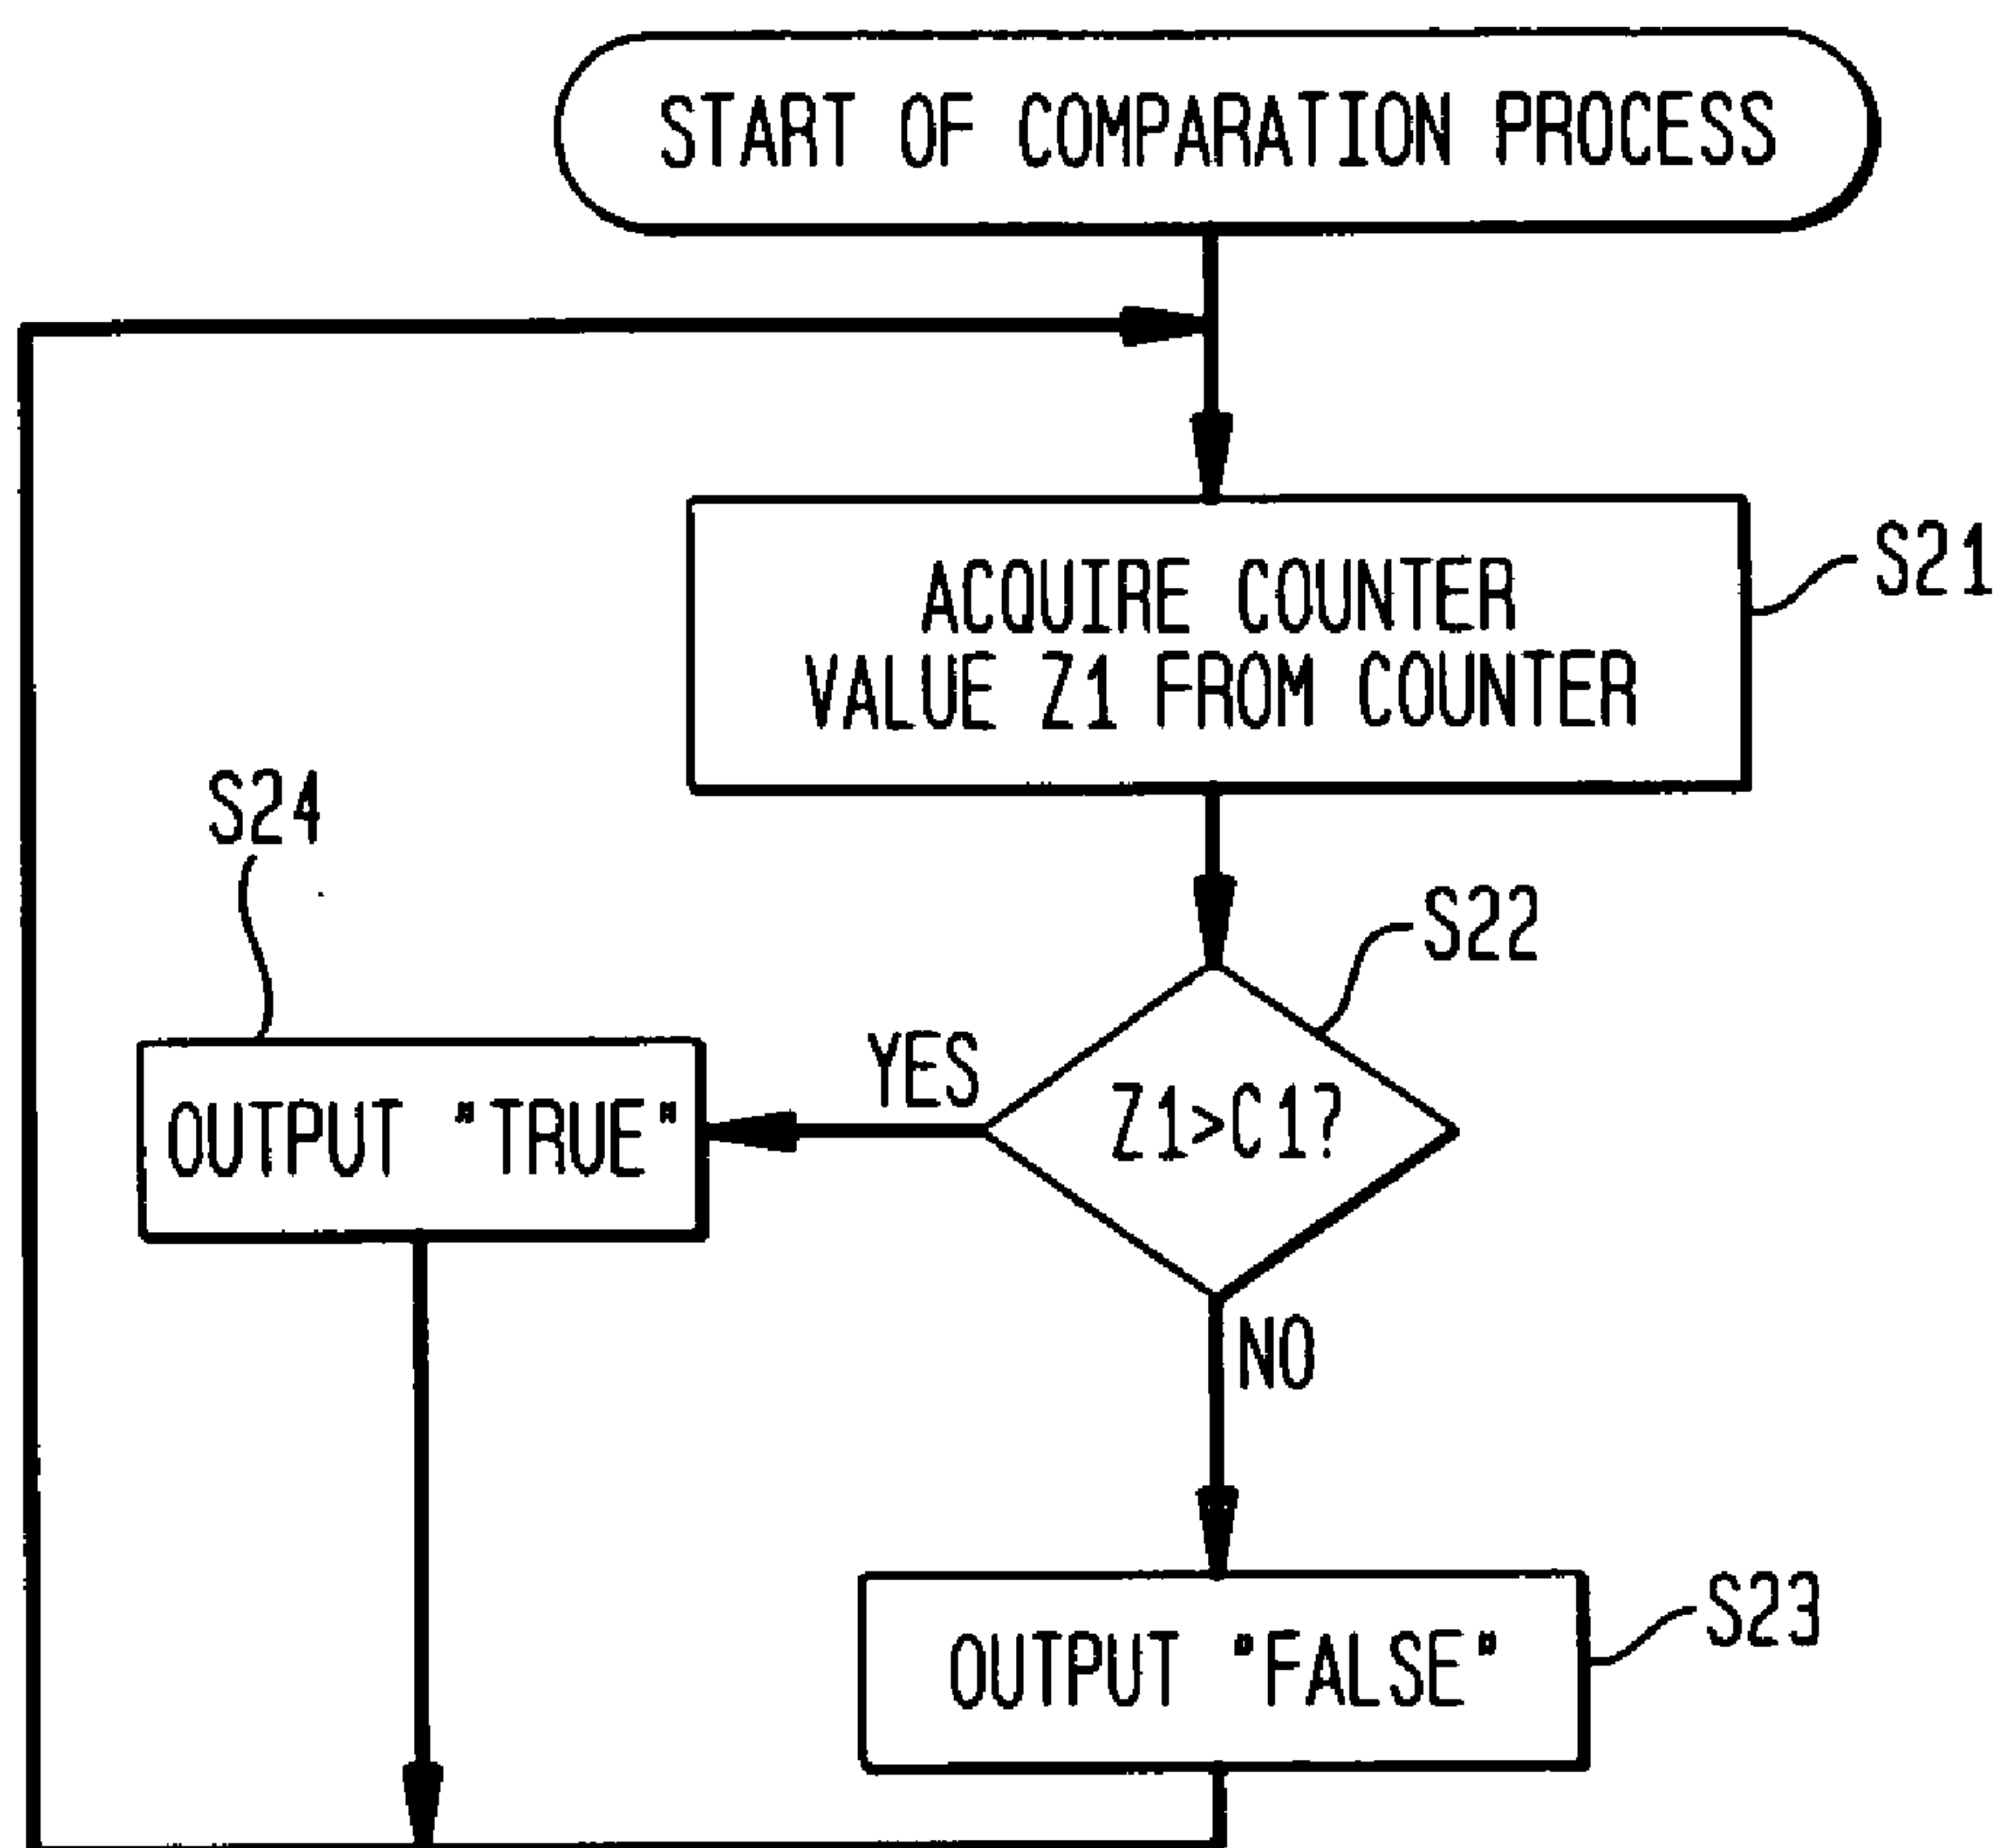 START OF COMPARATION PROCESS
ACQUIRE COUNTER
VALUE Z1 FROM COUNTER
S21
S24
S22
YES
Z1>C1?
OUTPUT "TRUE"
NO
OUTPUT "FALSE"
S23